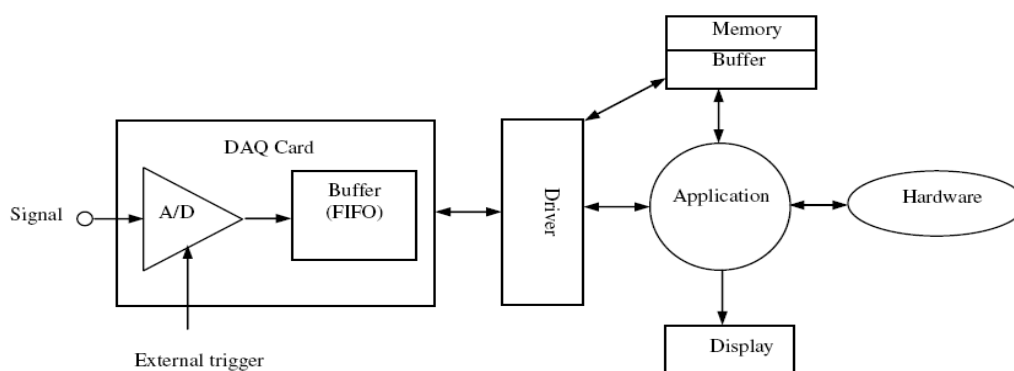 Memory
Buffer
DAQ Card
Signal
A/D
Buffer
(FIFO)
Driver
Application
Hardware
External trigger
Display